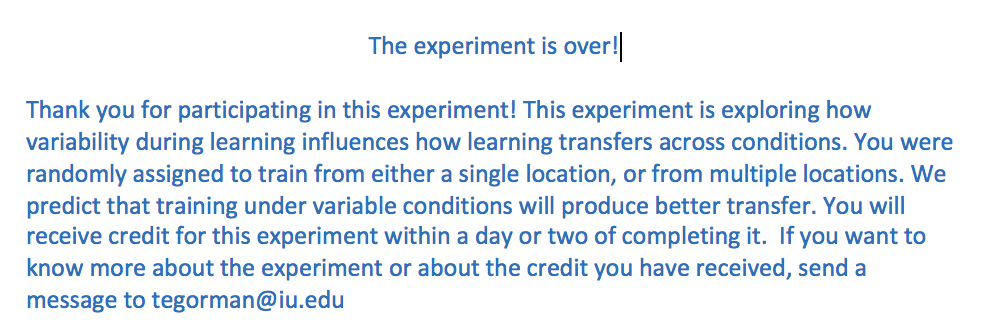 The experiment is over!
Thank you for participating in this experiment! This experiment is exploring how
variability during learning influences how learning transfers across conditions. You were
randomly assigned to train from either a single location, or from multiple locations. We
predict that training under variable conditions will produce better transfer. You will
receive credit for this experiment within a day or two of completing it.  If you want to
know more about the experiment or about the credit you have received, send a
message to tegorman@iu.edu